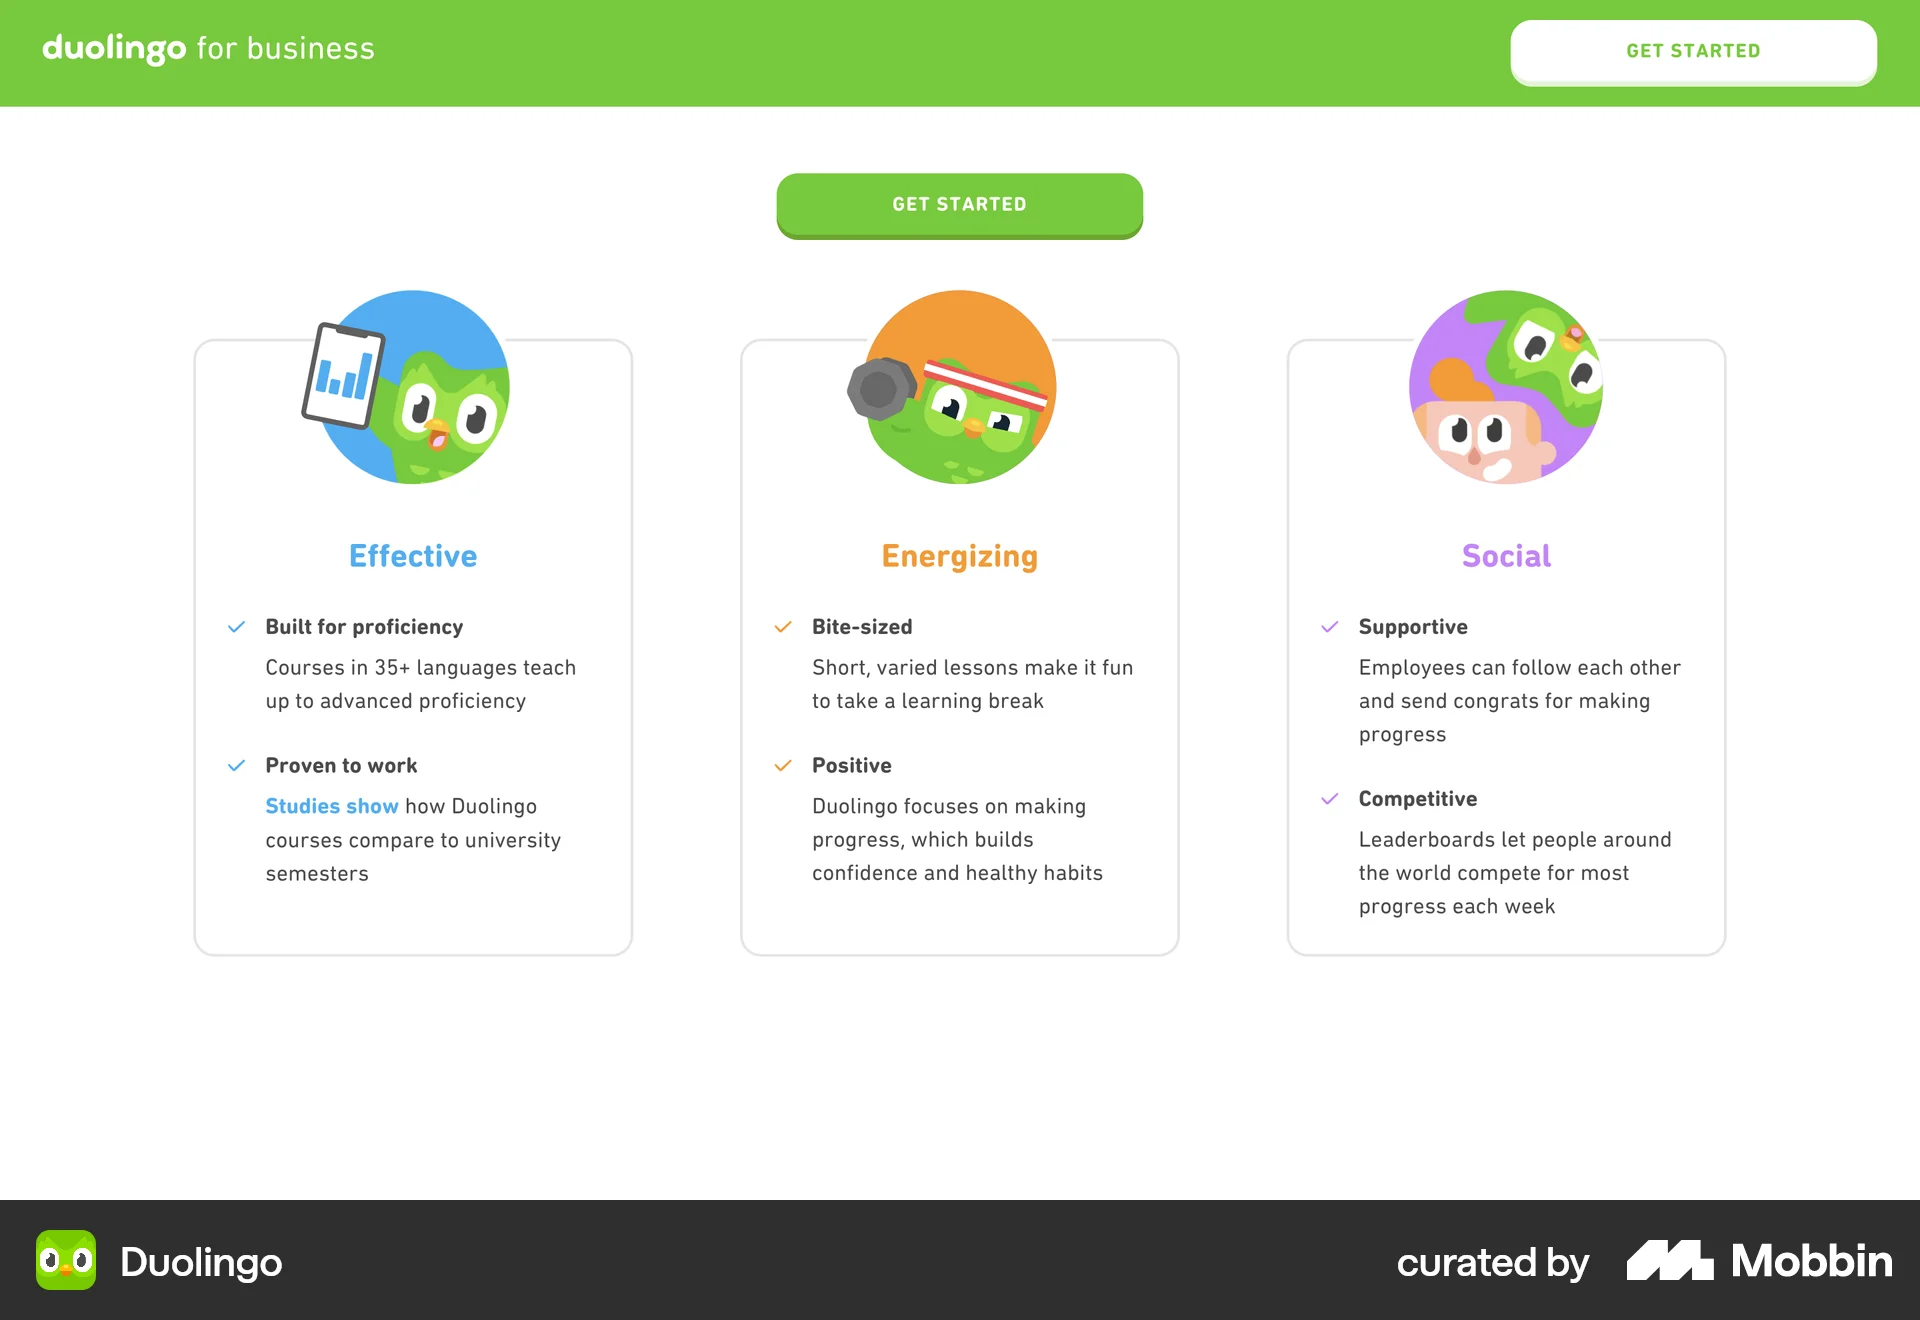 duolingo for business
GET STARTED
GET STARTED
Effective
Built for proficiency
Courses in 35+ languages teach
up to advanced proficiency
Proven to work
Studies show how Duolingo
courses compare to university
semesters
Energizing
Bite-sized
Short, varied lessons make it fun
to take a learning break
Positive
Duolingo focuses on making
progress, which builds
confidence and healthy habits
Social
Supportive
Employees can follow each other
and send congrats for making
progress
Competitive
Leaderboards let people around
the world compete for most
progress each week
Duolingo
curated by Mobbin